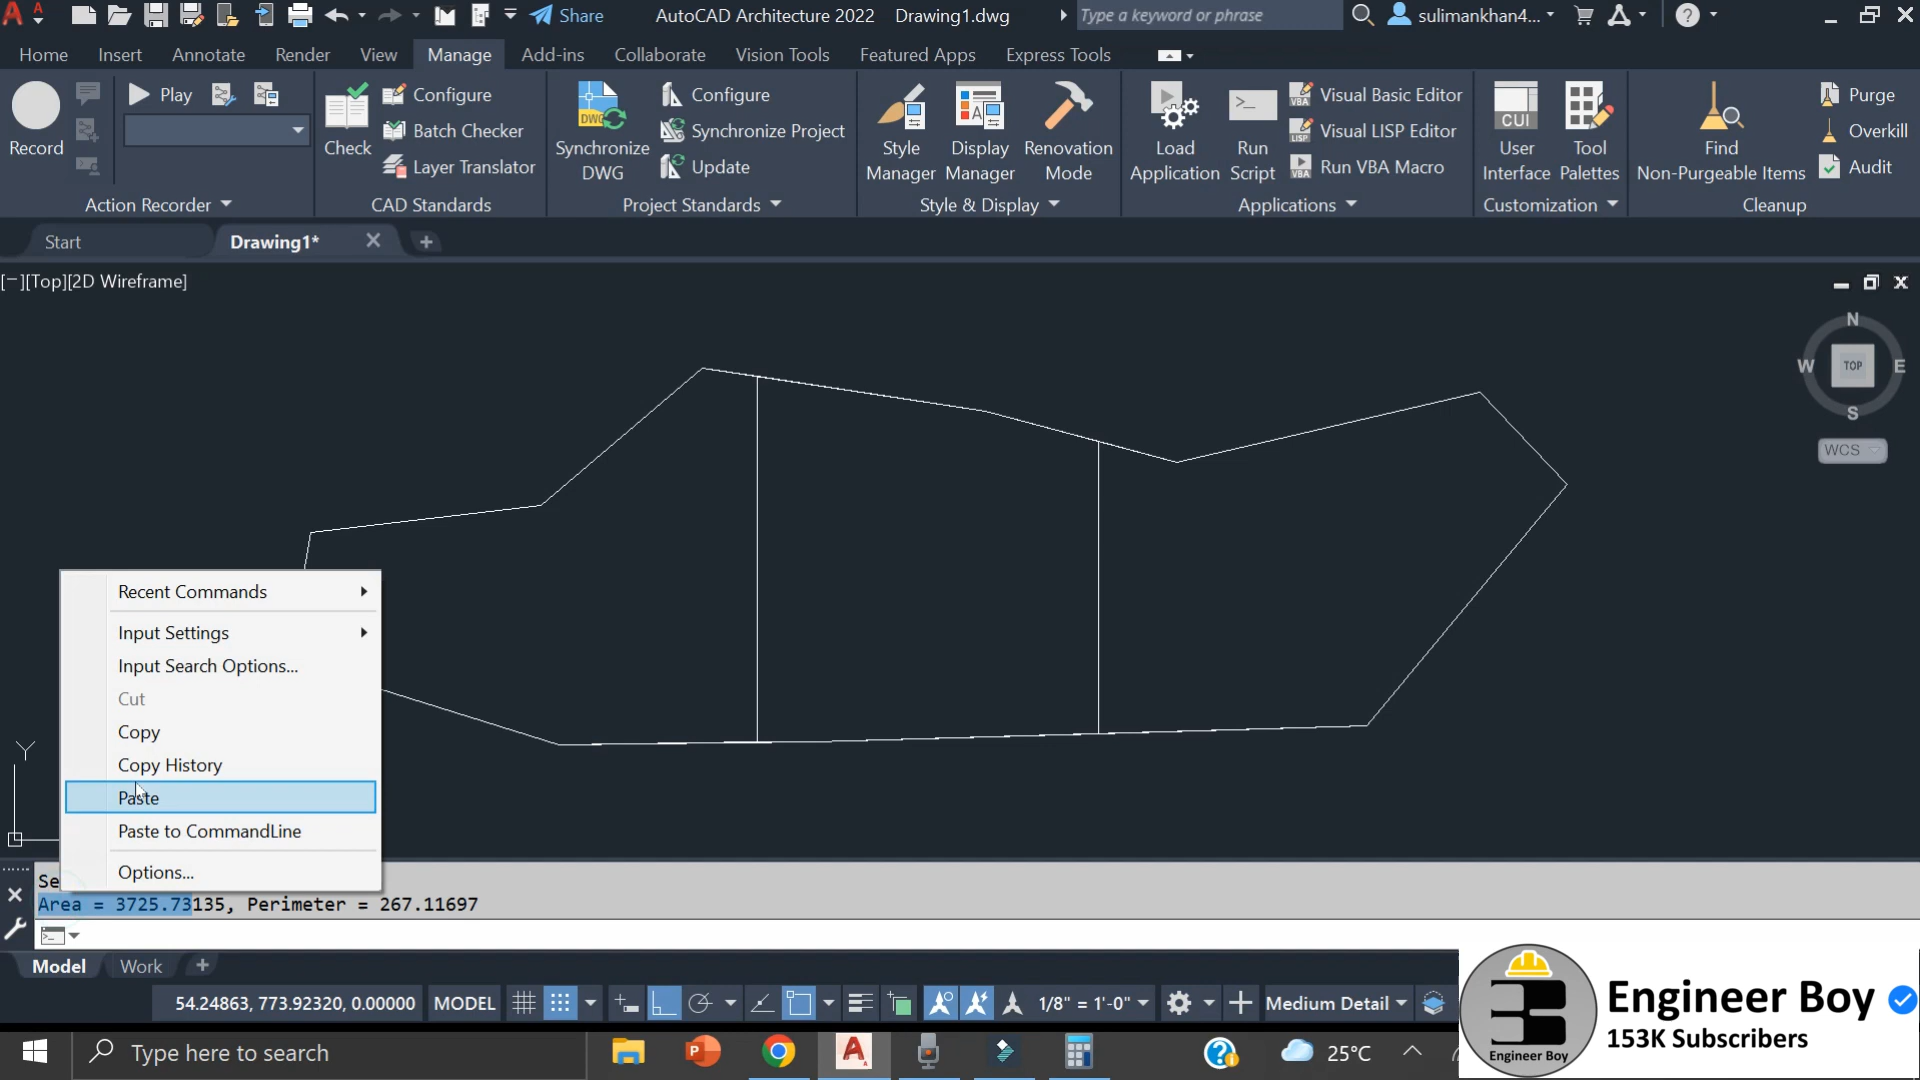 Share
AutoCAD Architecture 2022 Drawing1.dwg
Type a keyword or phrase
sulimankhan4...
Home Insert Annotate Render View Manage Add-ins Collaborate Vision Tools Featured Apps Express Tools
Record
Play
Action Recorder
Check
Configure
Batch Checker
Layer Translator
CAD Standards
DWG
Synchronize
DWG
Configure
Synchronize Project
Update
Project Standards
Style
Manager
Display
Manager
Renovation
Mode
Style & Display
Load
Application
Run
Script
Visual Basic Editor
Visual LISP Editor
Run VBA Macro
Applications
CUI
User
Interface
Tool
Palettes
Customization
Find
Non-Purgeable Items
Purge
Overkill
Audit
Cleanup
Start
Drawing1*
[−][Top][2D Wireframe]
N
W TOP E
S
WCS
Recent Commands
Input Settings
Input Search Options...
Cut
Copy
Copy History
Paste
Paste to CommandLine
Options...
Y
Se
Area = 3725.73135, Perimeter = 267.11697
Model Work
54.24863, 773.92320, 0.00000 MODEL
1/8" = 1'-0"
Medium Detail
Engineer Boy
153K Subscribers
Engineer Boy
Type here to search
25°C